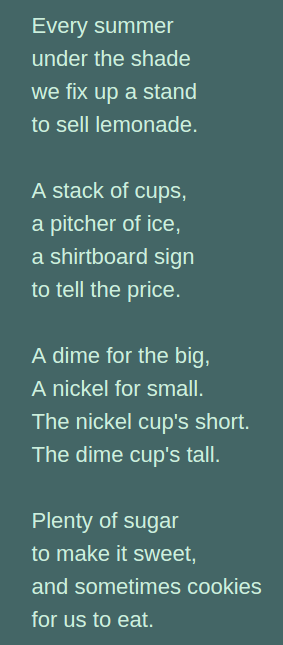 Every summer
under the shade
we fix up a stand
to sell lemonade.

A stack of cups,
a pitcher of ice,
a shirtboard sign
to tell the price.

A dime for the big,
A nickel for small.
The nickel cup's short.
The dime cup's tall.

Plenty of sugar
to make it sweet,
and sometimes cookies
for us to eat.